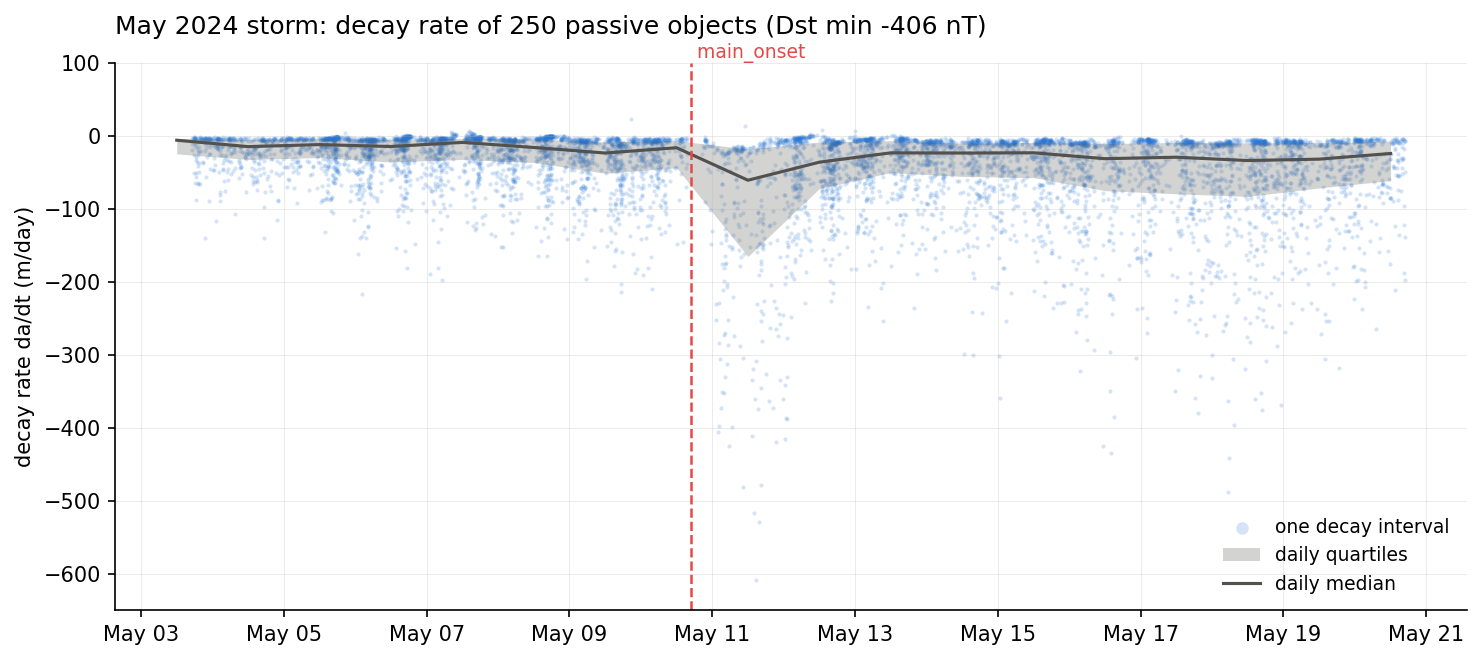 May 2024 storm: decay rate of 250 passive objects (Dst min -406 nT)
main_onset
decay rate da/dt (m/day)
100
0
−100
−200
−300
−400
−500
−600
one decay interval
daily quartiles
daily median
May 03
May 05
May 07
May 09
May 11
May 13
May 15
May 17
May 19
May 21